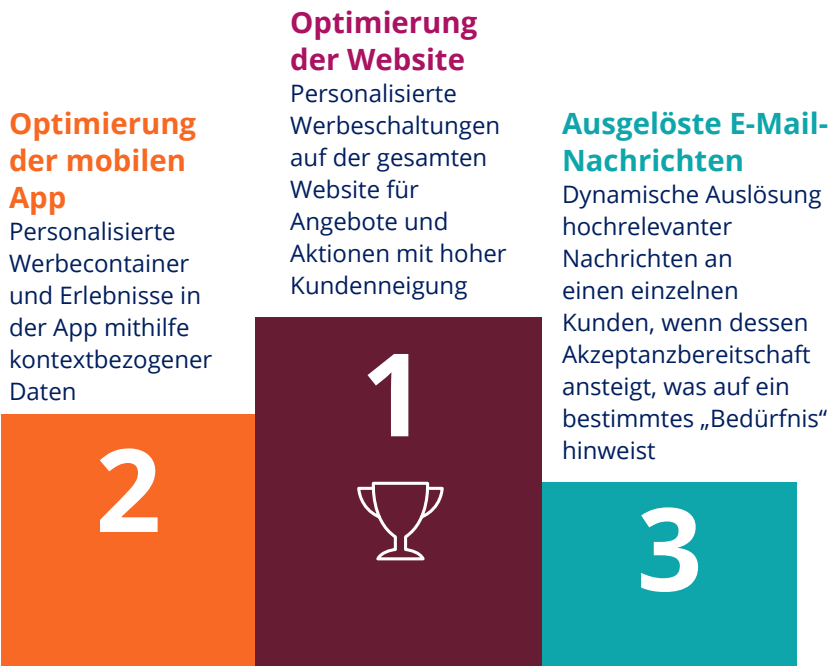 Optimierung
der Website
Personalisierte
Werbeschaltungen
auf der gesamten
Website für
Angebote und
Aktionen mit hoher
Kundenneigung
1
Optimierung
der mobilen
App
Personalisierte
Werbecontainer
und Erlebnisse in
der App mithilfe
kontextbezogener
Daten
2
Ausgelöste E-Mail-
Nachrichten
Dynamische Auslösung
hochrelevanter
Nachrichten an
einen einzelnen
Kunden, wenn dessen
Akzeptanzbereitschaft
ansteigt, was auf ein
bestimmtes „Bedürfnis“
hinweist
3